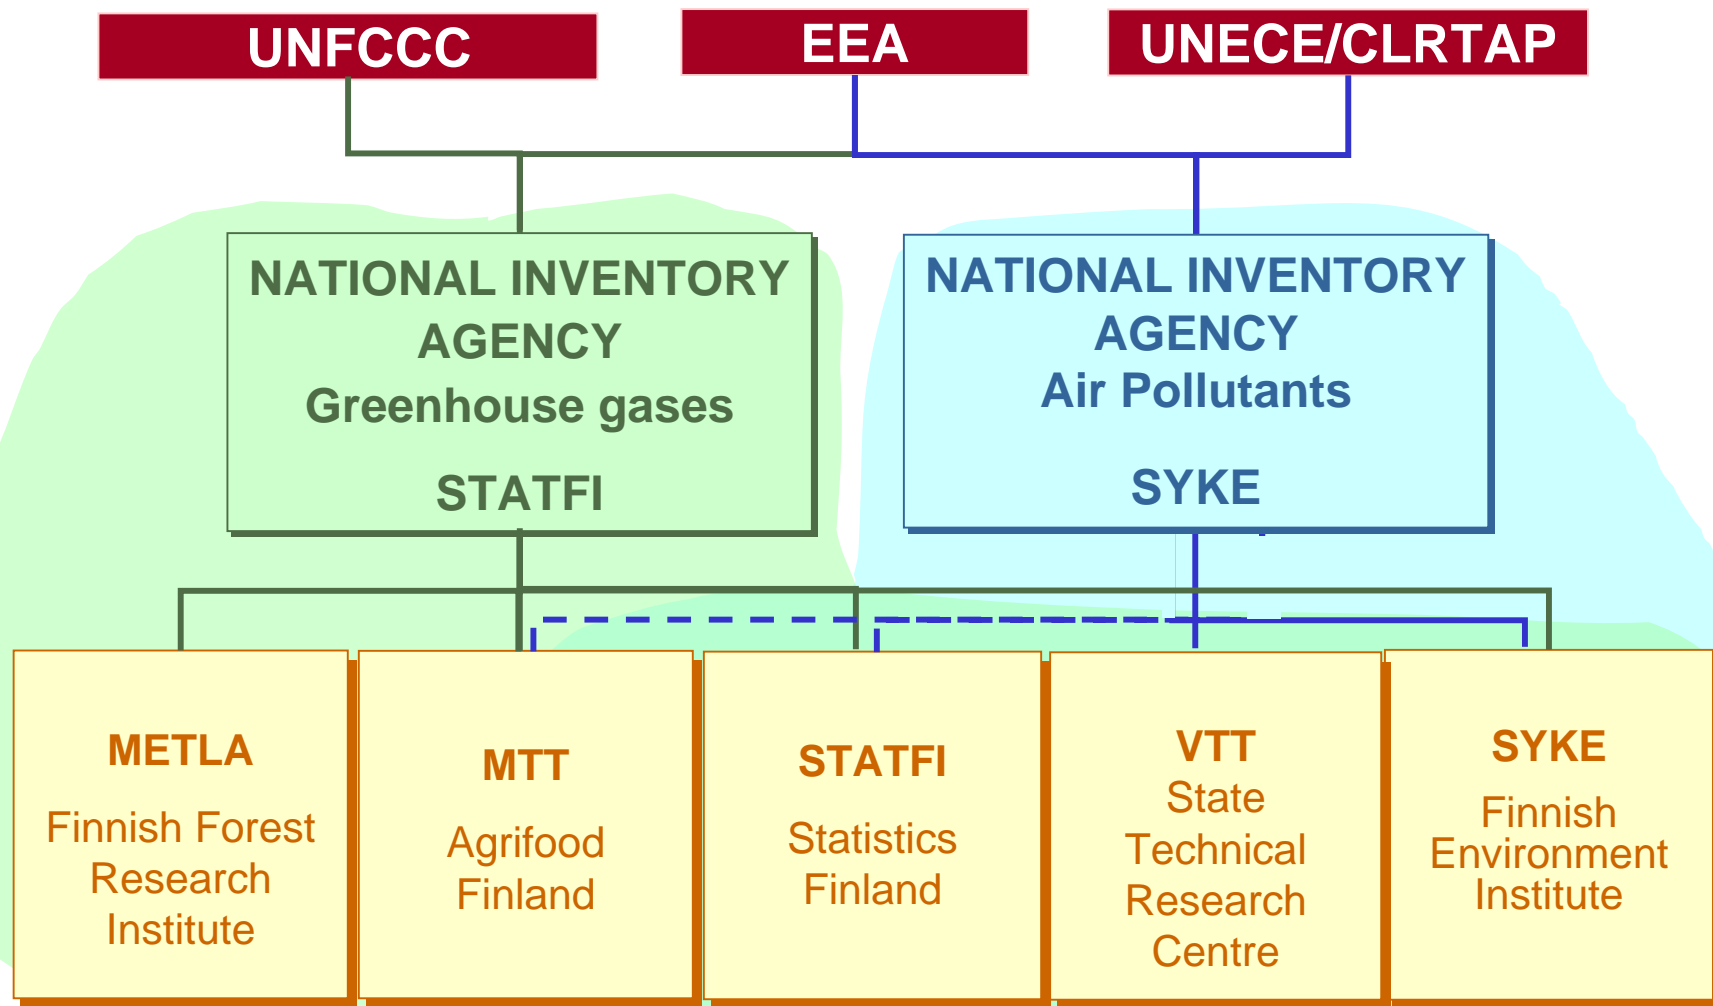 UNFCCC
EEA
UNECE/CLRTAP
NATIONAL INVENTORY
AGENCY
Greenhouse gases
STATFI
NATIONAL INVENTORY
AGENCY
Air Pollutants
SYKE
METLA
Finnish Forest
Research
Institute
MTT
Agrifood
Finland
STATFI
Statistics
Finland
VTT
State
Technical
Research
Centre
SYKE
Finnish
Environment
Institute